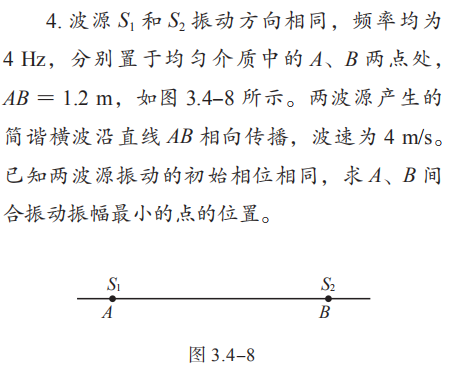 4. 波源 S₁ 和 S₂ 振动方向相同，频率均为
4 Hz，分别置于均匀介质中的 A、B 两点处，
AB = 1.2 m，如图 3.4-8 所示。两波源产生的
简谐横波沿直线 AB 相向传播，波速为 4 m/s。
已知两波源振动的初始相位相同，求 A、B 间
合振动振幅最小的点的位置。
S₁ S₂
A B
图 3.4-8